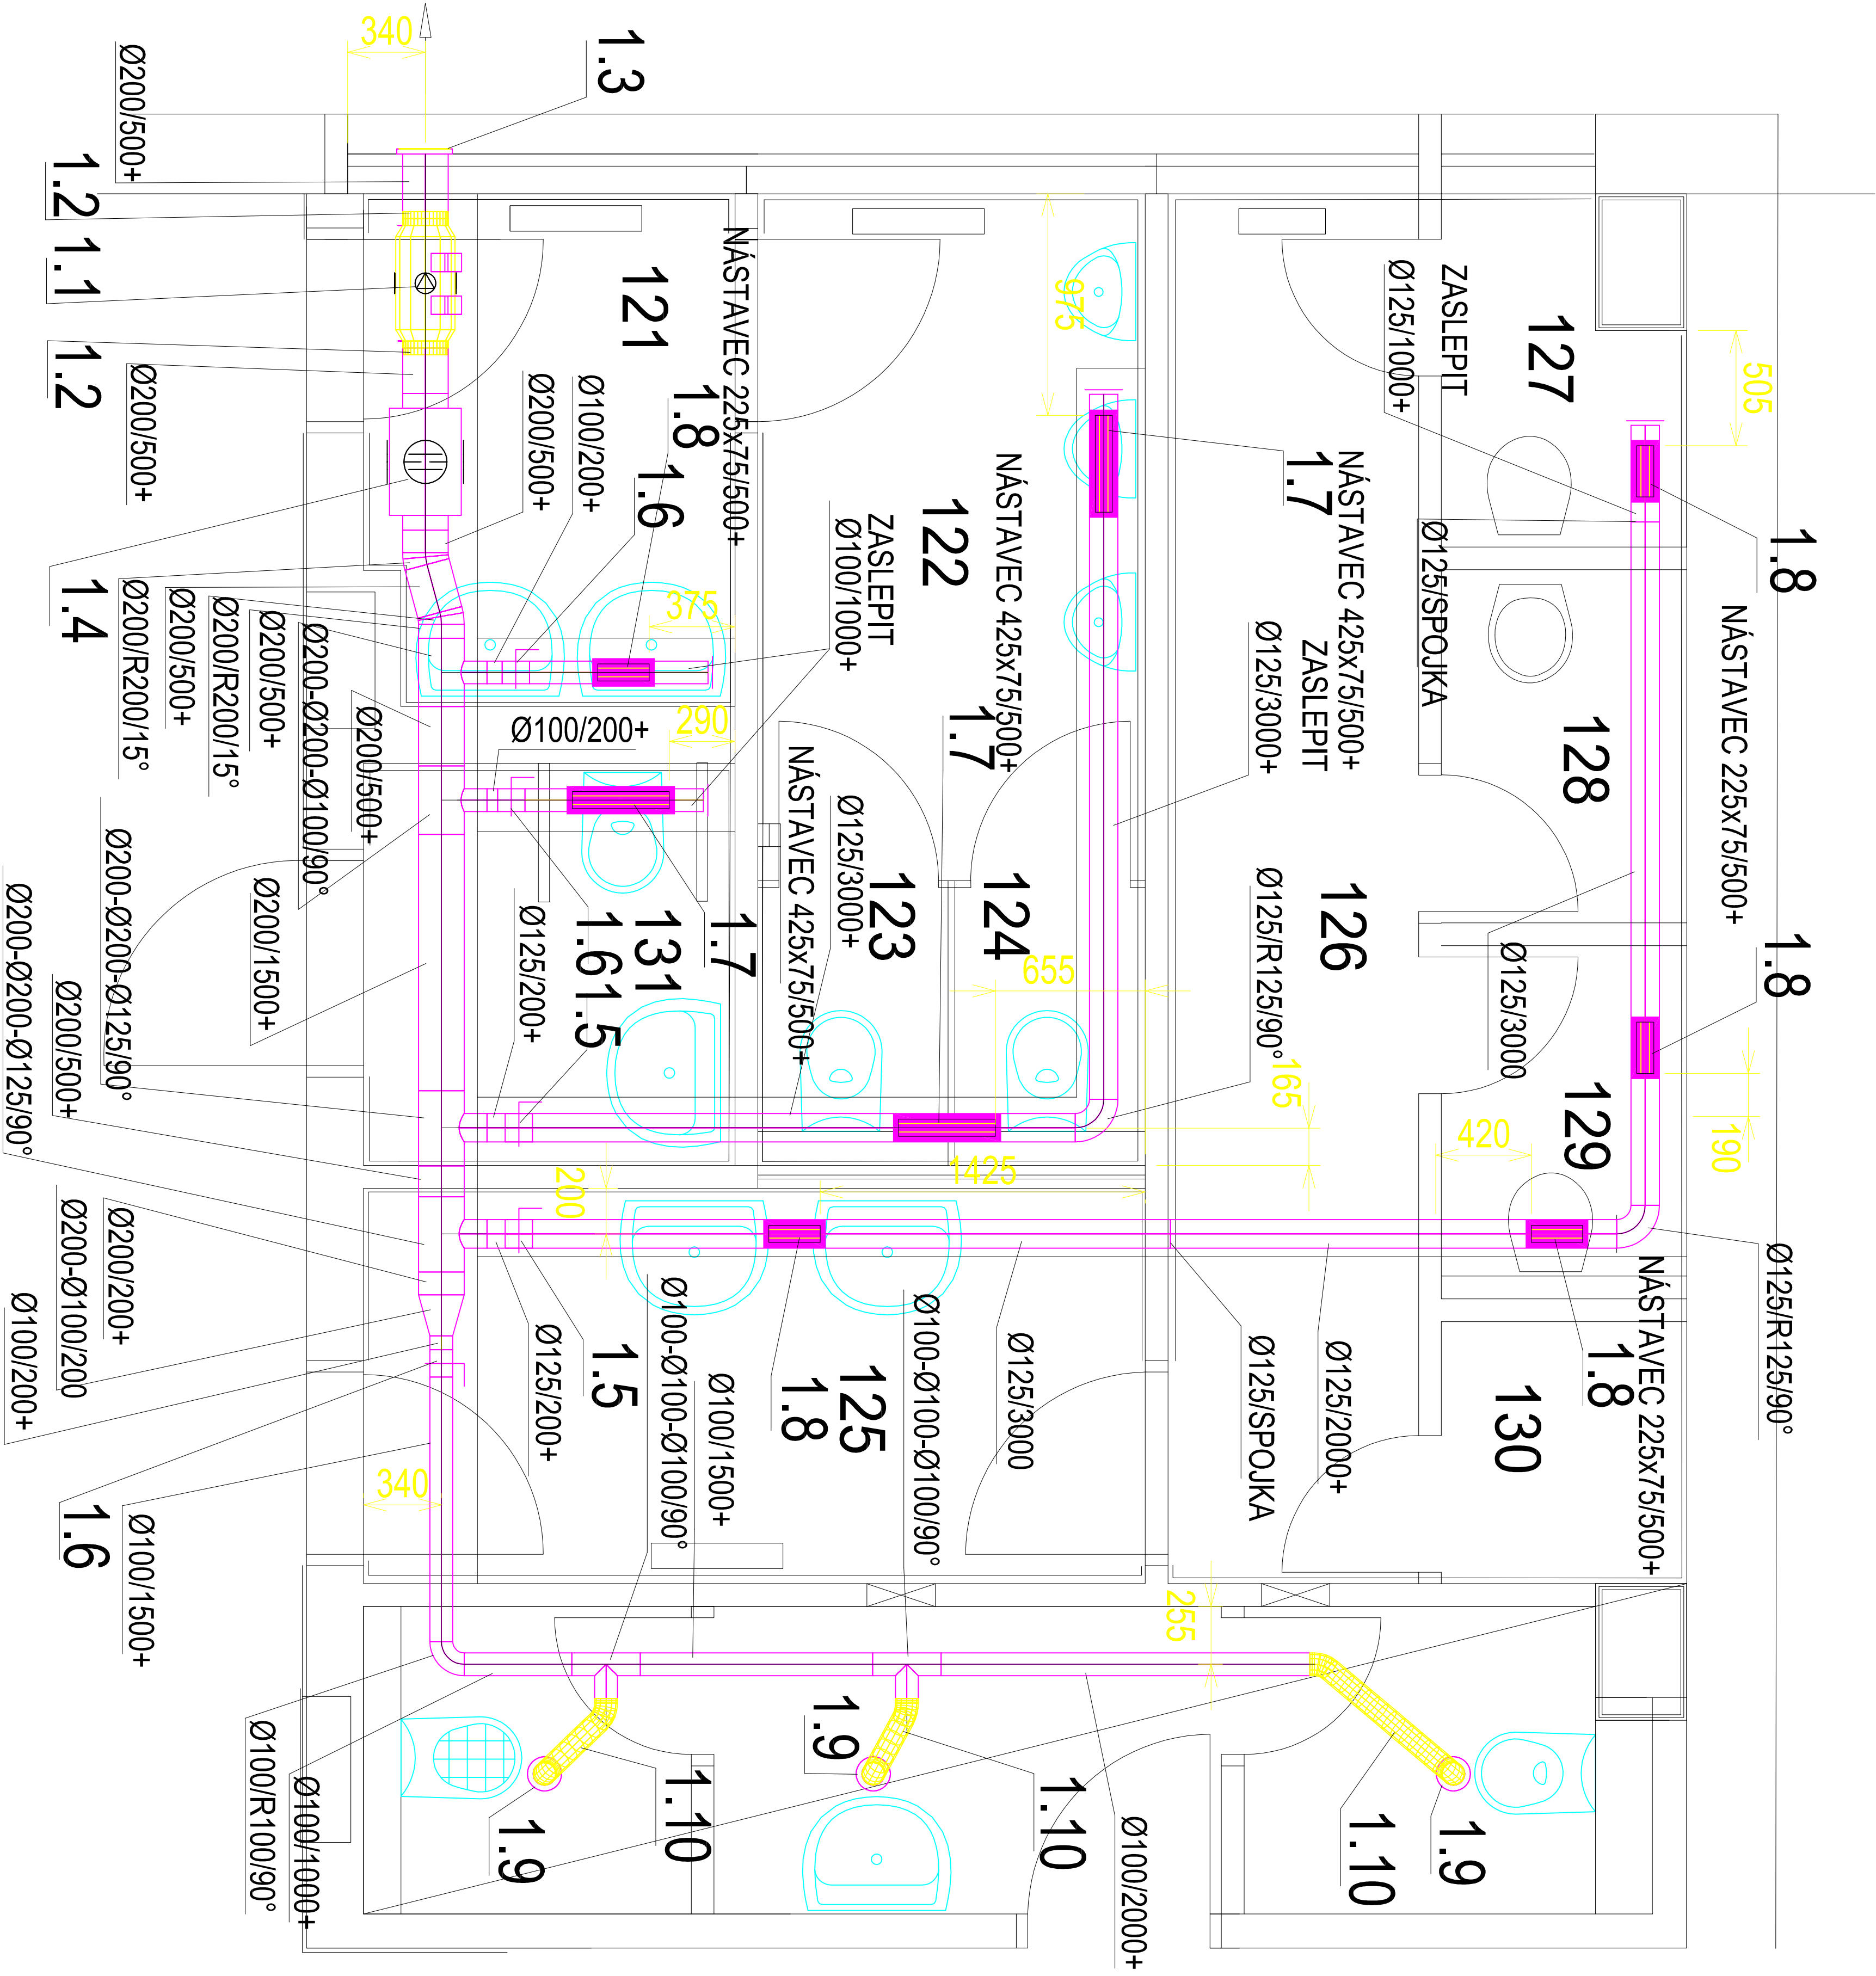 340
1.3
Ø200/500+
1.2
1.1
1.2
Ø200/500+
121
NÁSTAVEC 225x75/500+
1.8
1.6
Ø100/200+
Ø200/500+
1.4
Ø200/R200/15°
Ø200/500+
Ø200/R200/15°
Ø200/500+
Ø200-Ø200-Ø100/90°
Ø200/500+
375
290
Ø100/200+
ZASLEPIT
Ø100/1000+
122
975
NÁSTAVEC 425x75/500+
1.7
1.7
NÁSTAVEC 425x75/500+
ZASLEPIT
Ø125/3000+
Ø125/1000+
ZASLEPIT
127
505
1.8
Ø125/SPOJKA
NÁSTAVEC 225x75/500+
128
1.8
Ø125/3000
129
190
420
126
Ø125/R125/90°
165
124
655
123
Ø125/3000+
NÁSTAVEC 425x75/500+
1.7
131
1.6
1.5
Ø125/200+
Ø200/1500+
Ø200-Ø200-Ø125/90°
Ø200/500+
Ø200-Ø200-Ø125/90°
200
1425
Ø200/200+
Ø200-Ø100/200
Ø100/200+
Ø125/200+
1.5
Ø100-Ø100-Ø100/90°
Ø100/1500+
1.8
125
Ø100-Ø100-Ø100/90°
Ø125/3000
Ø125/SPOJKA
Ø125/2000+
130
1.8
NÁSTAVEC 225x75/500+
Ø125/R125/90°
340
1.6
Ø100/1500+
255
Ø100/R100/90°
Ø100/1000+
1.9
1.10
1.9
1.10
Ø100/2000+
1.10
1.9